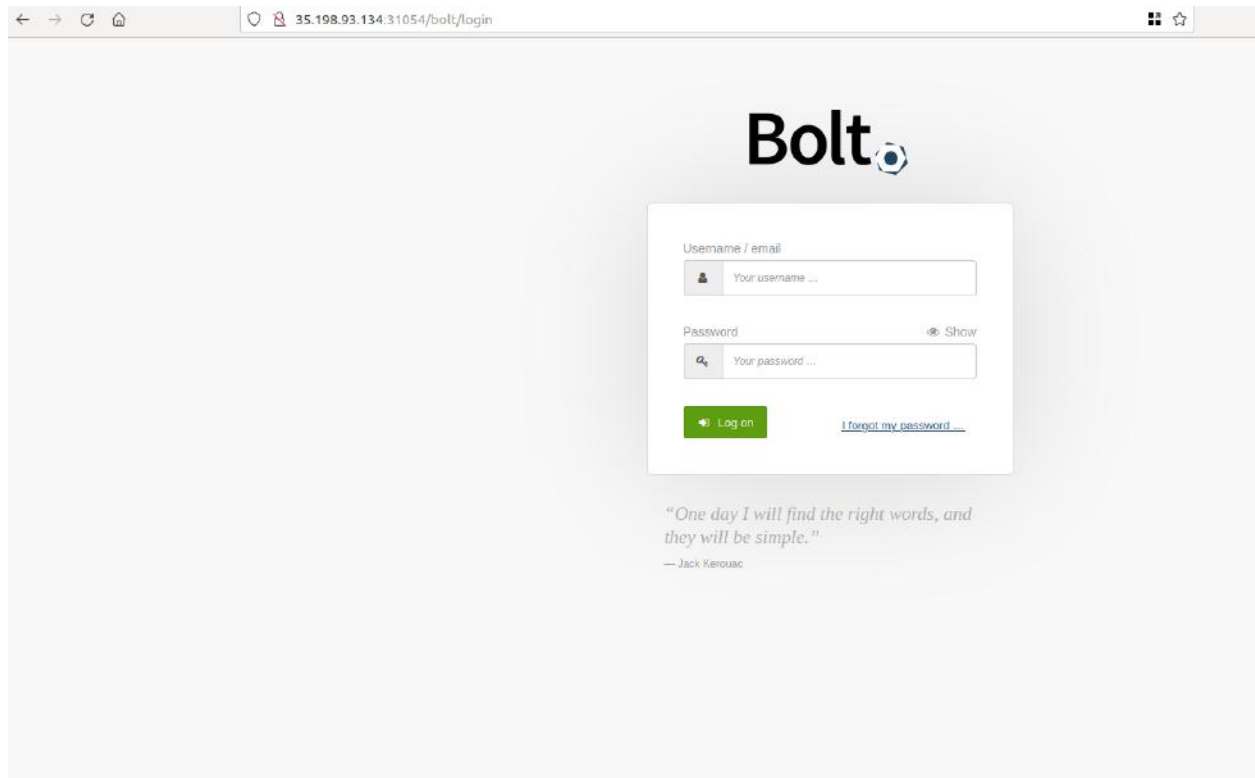 35.198.93.134:31054/bolt/login
Bolt
Username / email
Your username ...
Password
Show
Your password ...
Log on
I forgot my password ...
“One day I will find the right words, and
they will be simple.”
— Jack Kerouac